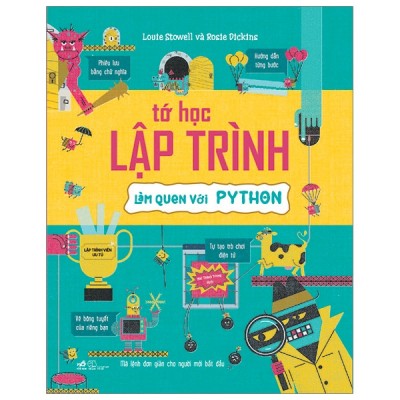 Louie Stowell và Rosie Dickins
Phiêu lưu
bằng chữ nghĩa
Hướng dẫn
từng bước
tớ học
LẬP TRÌNH
Làm quen với PYTHON
LẬP TRÌNH VIÊN
ƯU TÚ
Tự tạo trò chơi
điện tử
Vẽ bông tuyết
của riêng bạn
Mã lệnh đơn giản cho người mới bắt đầu